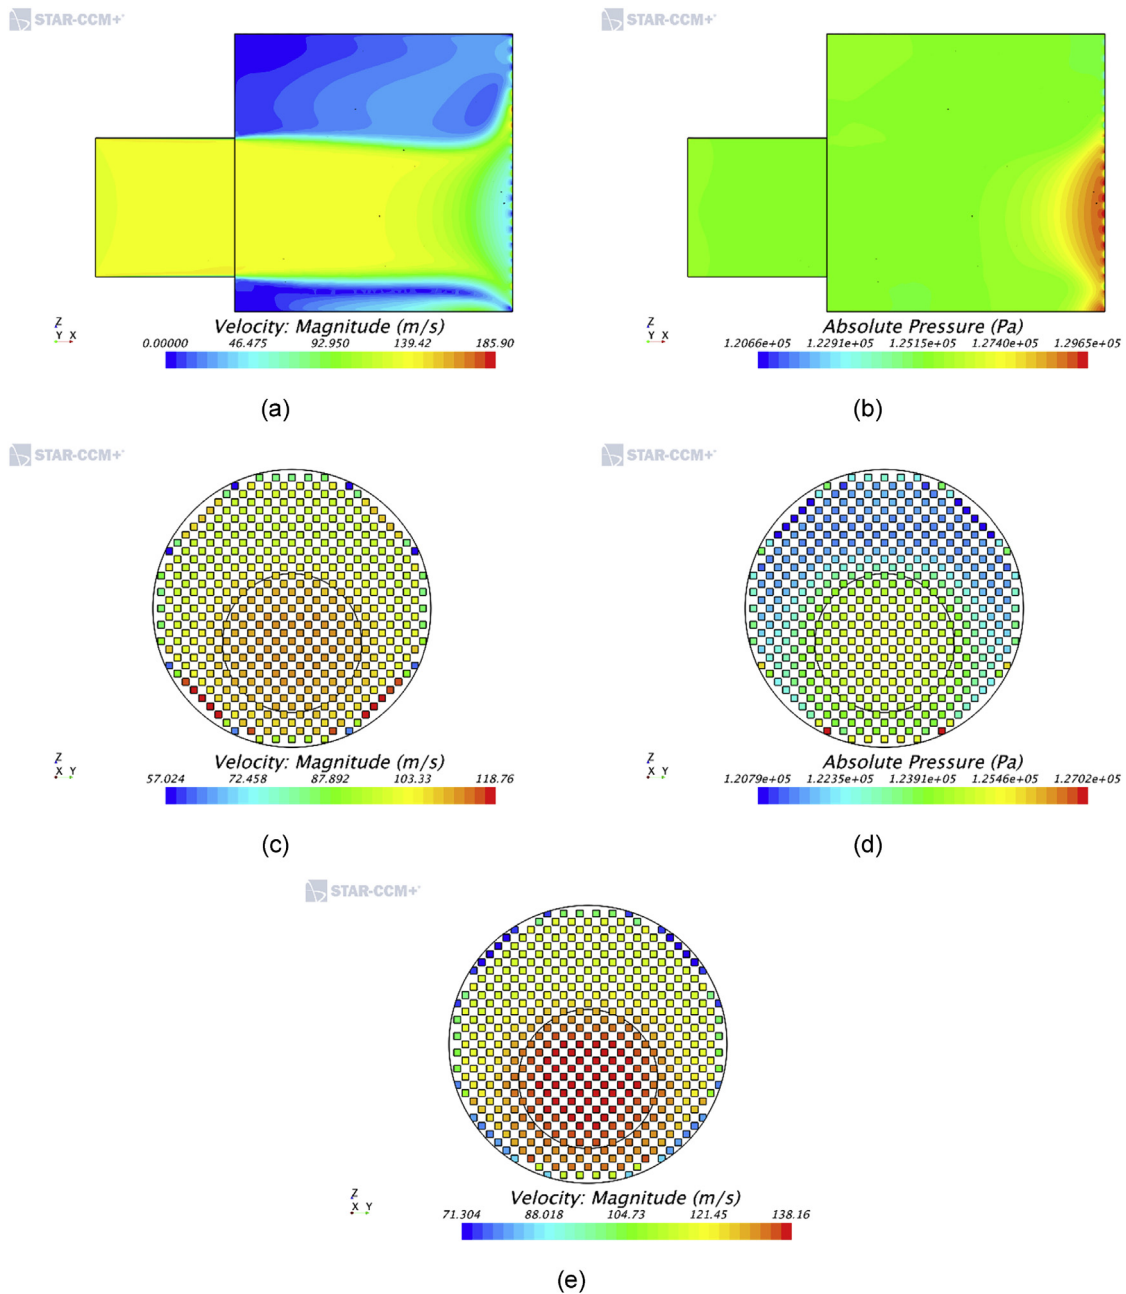 STAR-CCM+
STAR-CCM+
Z
Y X
Velocity: Magnitude (m/s)
0.00000 46.475 92.950 139.42 185.90
Z
Y X
Absolute Pressure (Pa)
1.2066e+05 1.2291e+05 1.2515e+05 1.2740e+05 1.2965e+05
(a)
(b)
STAR-CCM+
STAR-CCM+
Z
X Y
Velocity: Magnitude (m/s)
57.024 72.458 87.892 103.33 118.76
Z
X Y
Absolute Pressure (Pa)
1.2079e+05 1.2235e+05 1.2391e+05 1.2546e+05 1.2702e+05
(c)
(d)
STAR-CCM+
Z
X Y
Velocity: Magnitude (m/s)
71.304 88.018 104.73 121.45 138.16
(e)